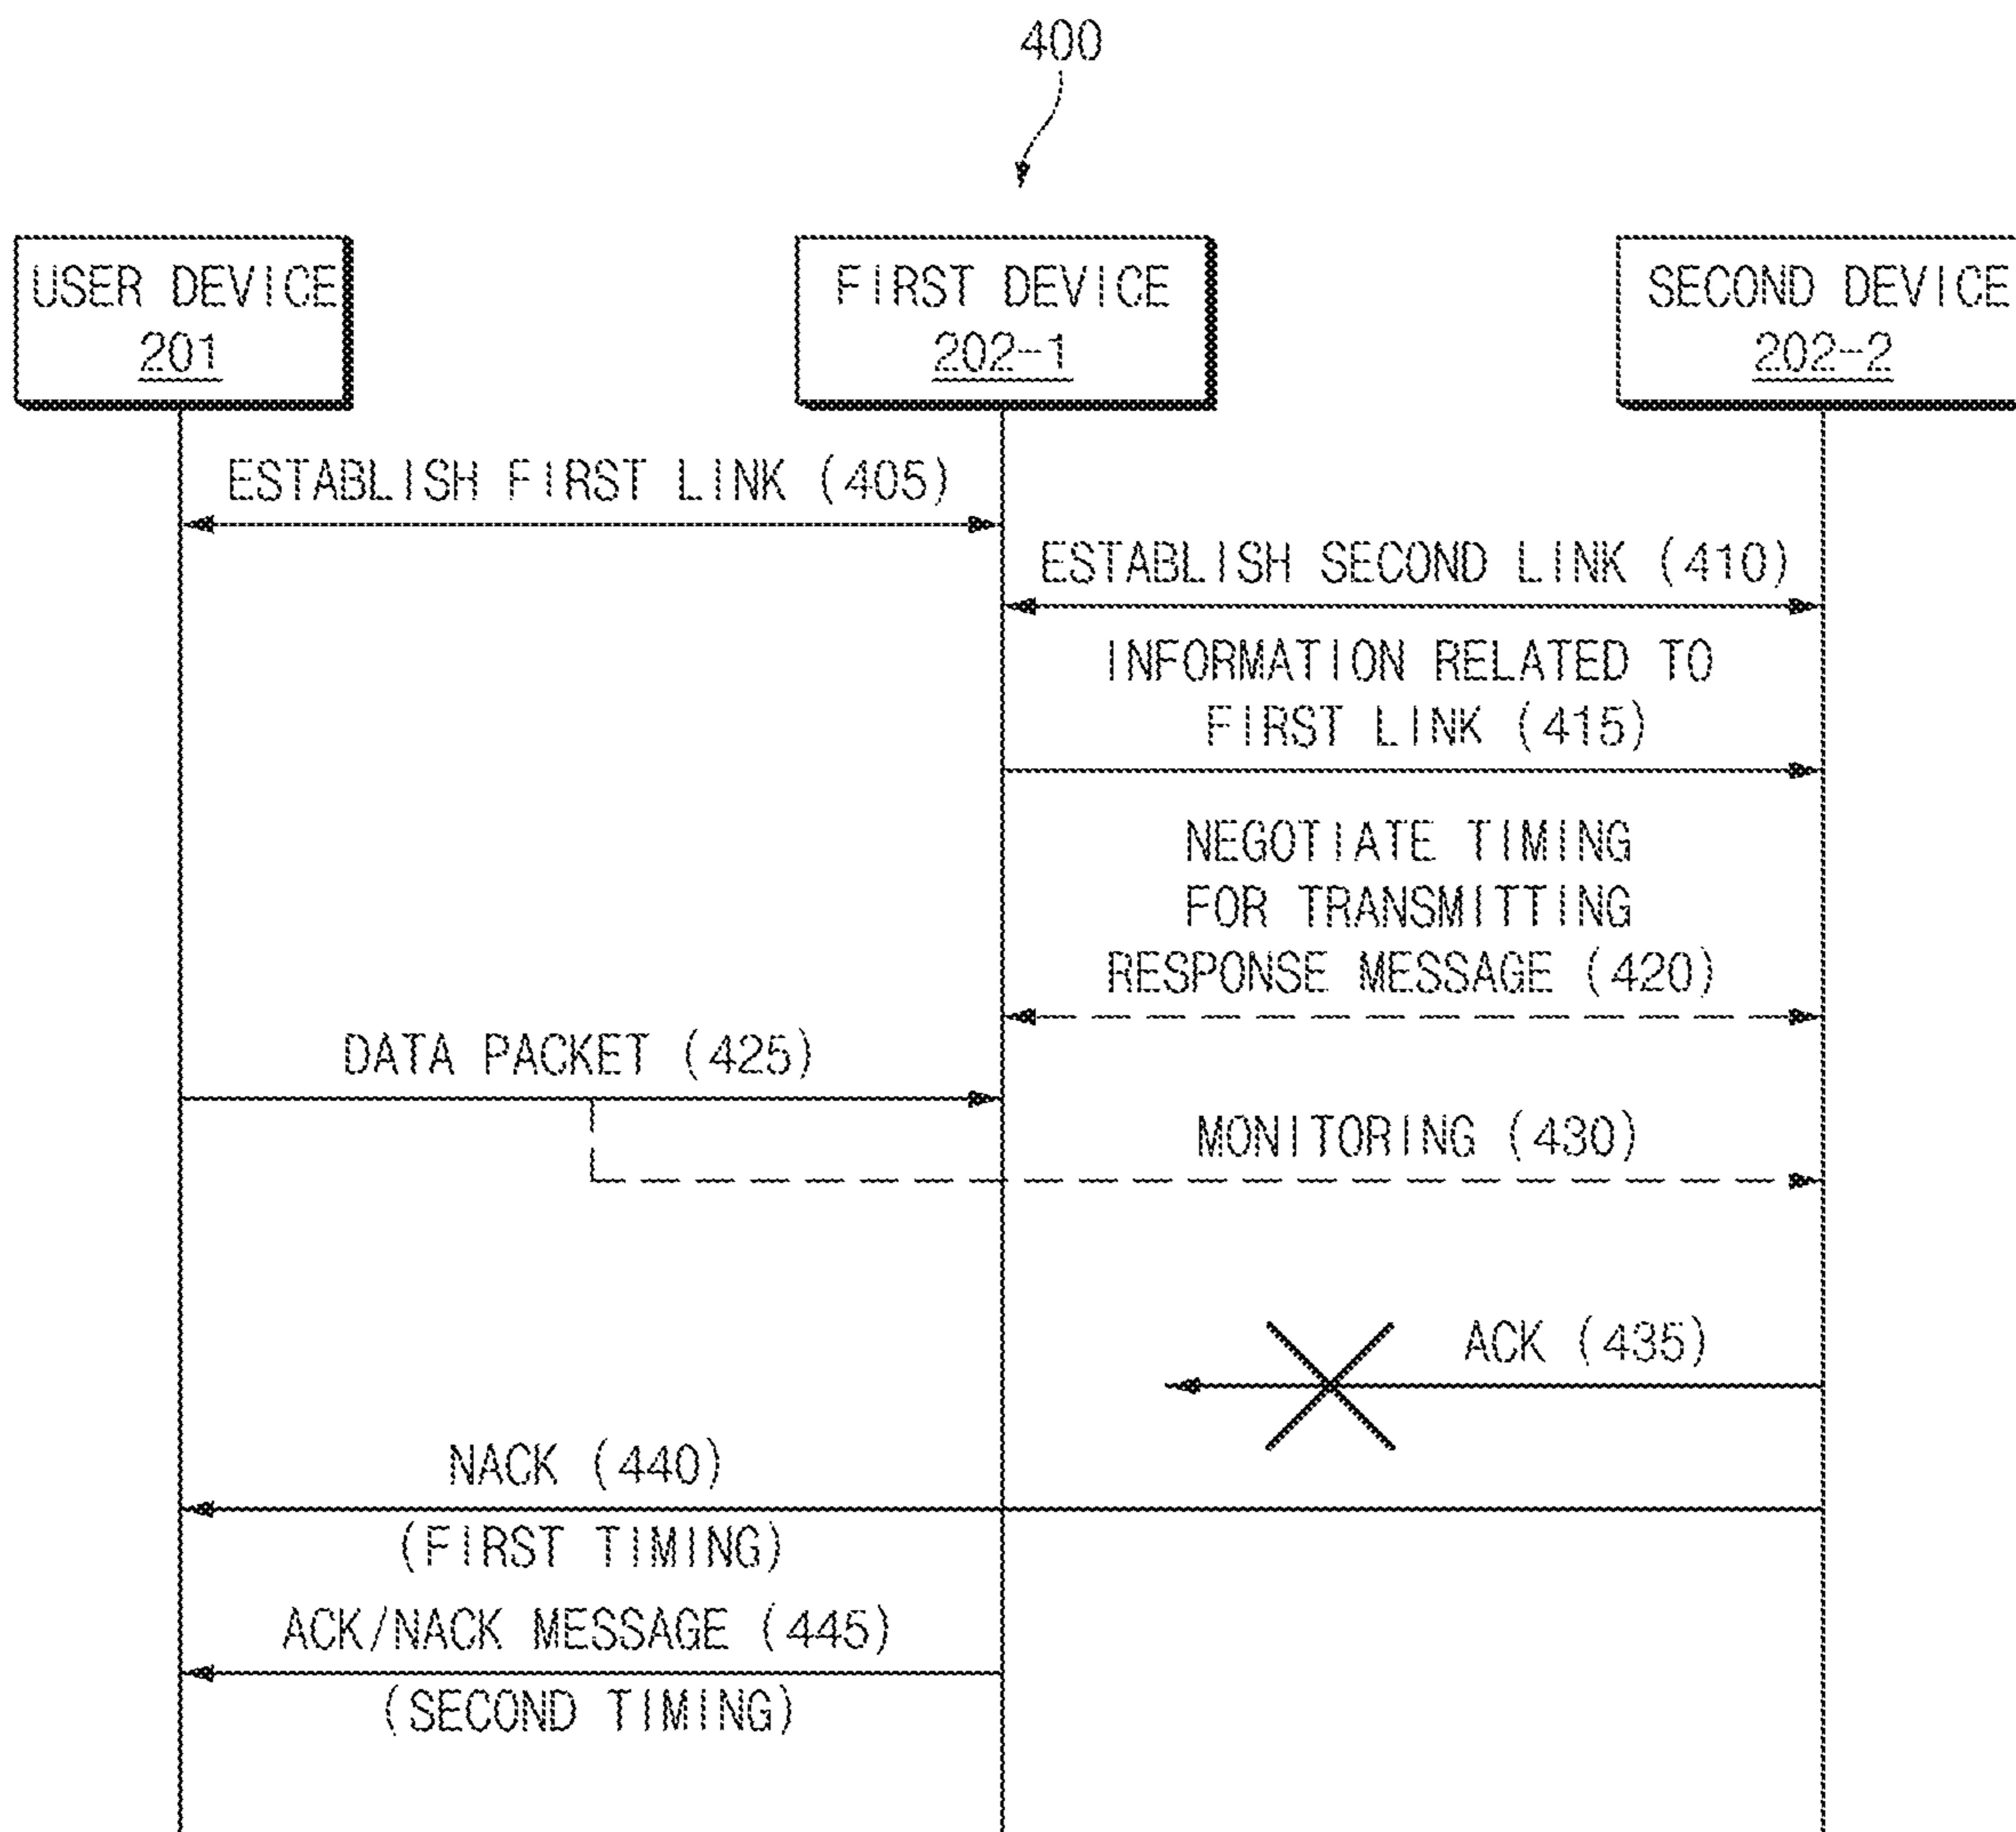 400
USER DEVICE
201
FIRST DEVICE
202-1
SECOND DEVICE
202-2
ESTABLISH FIRST LINK (405)
ESTABLISH SECOND LINK (410)
INFORMATION RELATED TO
FIRST LINK (415)
NEGOTIATE TIMING
FOR TRANSMITTING
RESPONSE MESSAGE (420)
DATA PACKET (425)
MONITORING (430)
ACK (435)
NACK (440)
(FIRST TIMING)
ACK/NACK MESSAGE (445)
(SECOND TIMING)